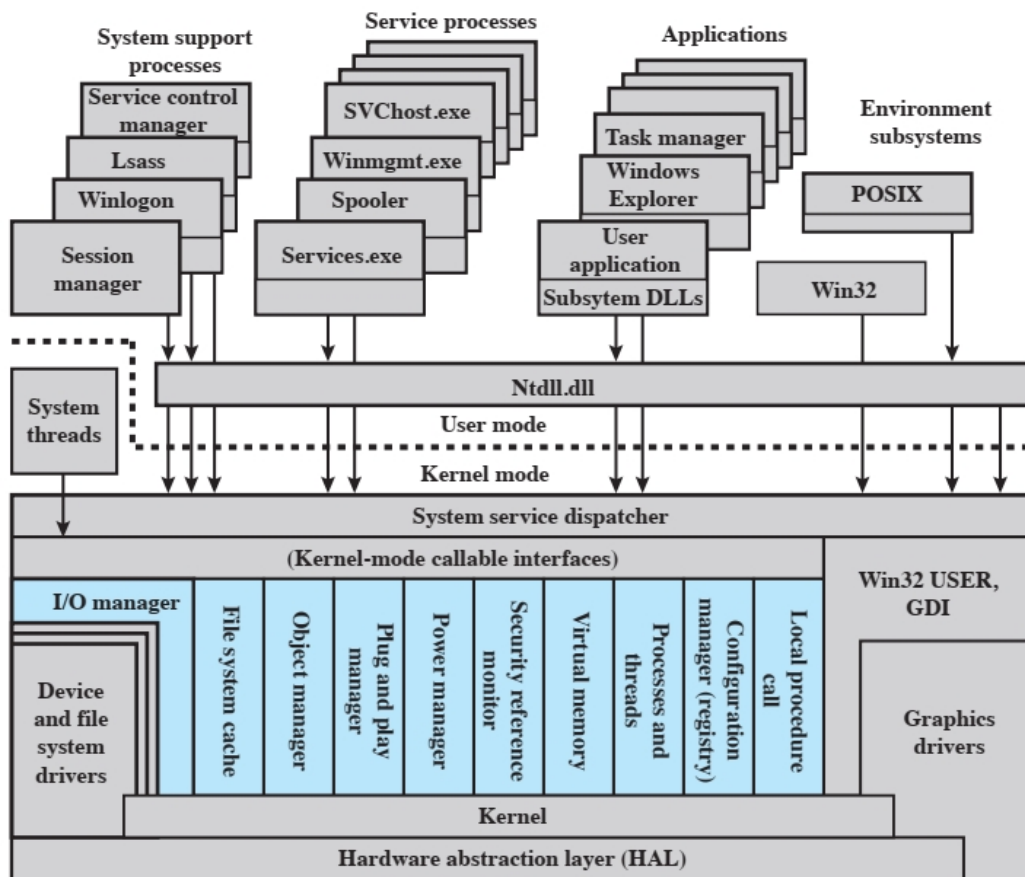 System support
processes
Service control
manager
Lsass
Winlogon
Session
manager
Service processes
SVChost.exe
Winmgmt.exe
Spooler
Services.exe
Applications
Task manager
Windows
Explorer
User
application
Subsytem DLLs
Environment
subsystems
POSIX
Win32
System
threads
Ntdll.dll
User mode
Kernel mode
System service dispatcher
(Kernel-mode callable interfaces)
I/O manager
Device
and file
system
drivers
File system cache
Object manager
Plug and play
manager
Power manager
Security reference
monitor
Virtual memory
Processes and
threads
Configuration
manager (registry)
Local procedure
call
Win32 USER,
GDI
Graphics
drivers
Kernel
Hardware abstraction layer (HAL)